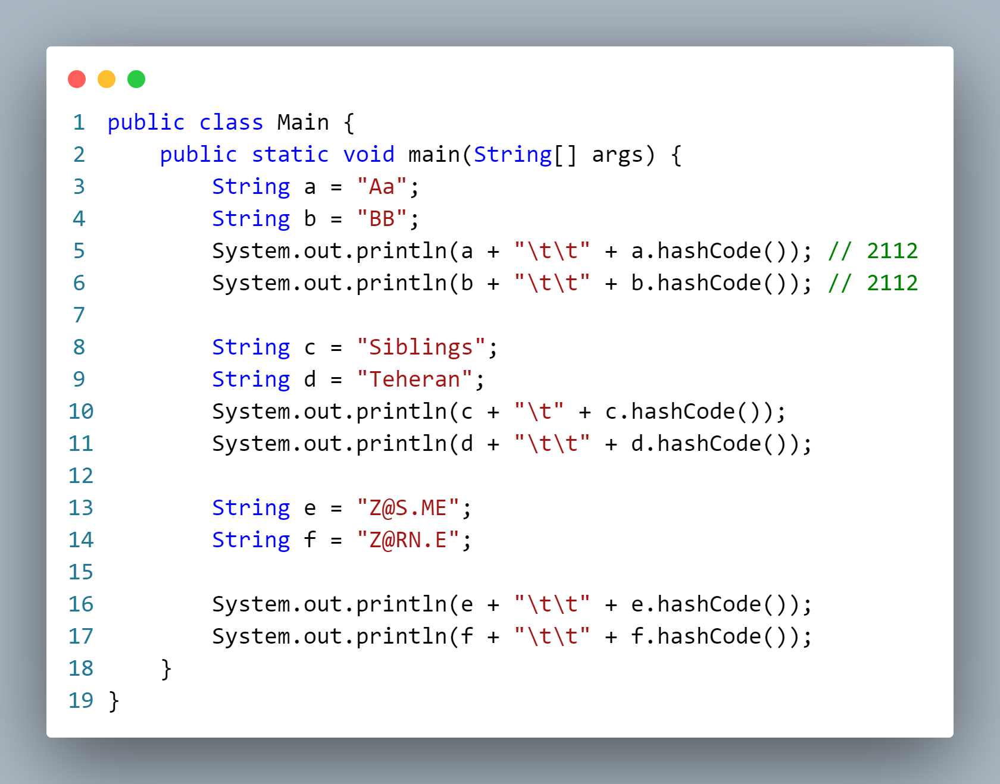 1 public class Main {
2     public static void main(String[] args) {
3         String a = "Aa";
4         String b = "BB";
5         System.out.println(a + "\t\t" + a.hashCode()); // 2112
6         System.out.println(b + "\t\t" + b.hashCode()); // 2112
7
8         String c = "Siblings";
9         String d = "Teheran";
10         System.out.println(c + "\t" + c.hashCode());
11         System.out.println(d + "\t\t" + d.hashCode());
12
13         String e = "Z@S.ME";
14         String f = "Z@RN.E";
15
16         System.out.println(e + "\t\t" + e.hashCode());
17         System.out.println(f + "\t\t" + f.hashCode());
18     }
19 }